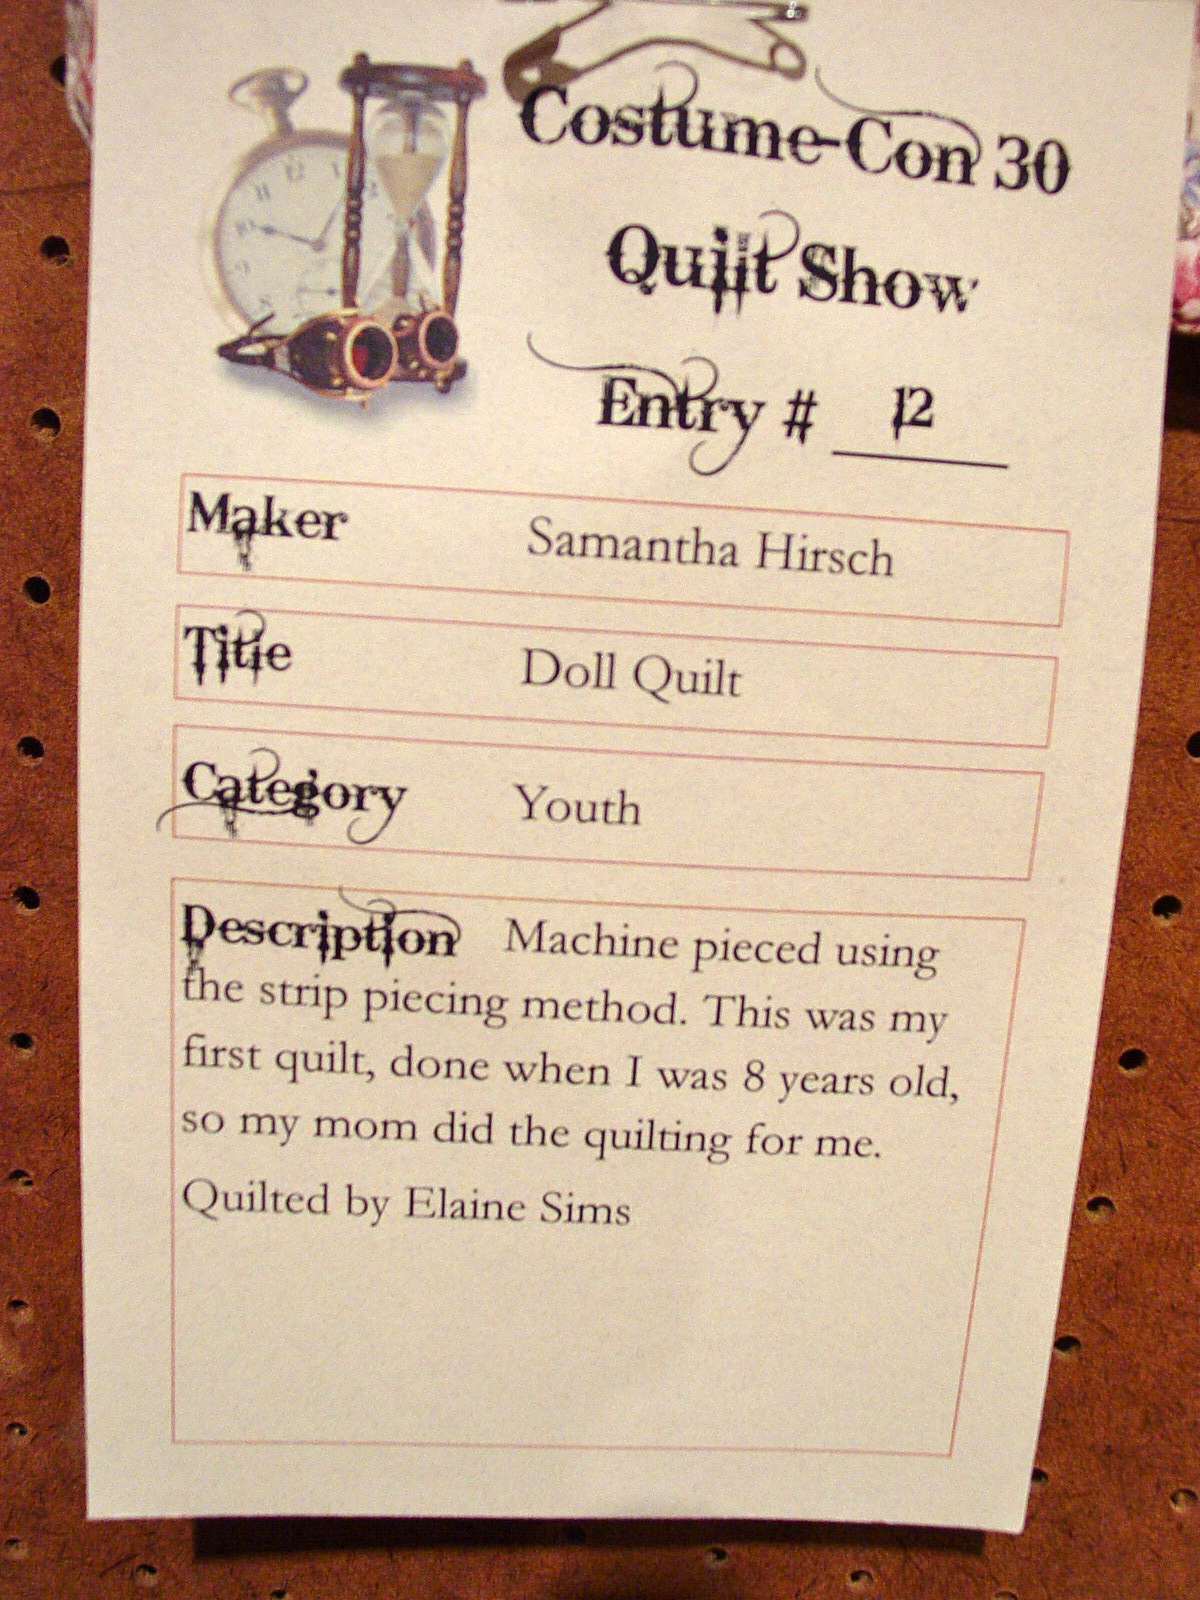 Costume-Con 30
Quilt Show
Entry # 12
Maker Samantha Hirsch
Title Doll Quilt
Category Youth
Description Machine pieced using
the strip piecing method. This was my
first quilt, done when I was 8 years old,
so my mom did the quilting for me.
Quilted by Elaine Sims